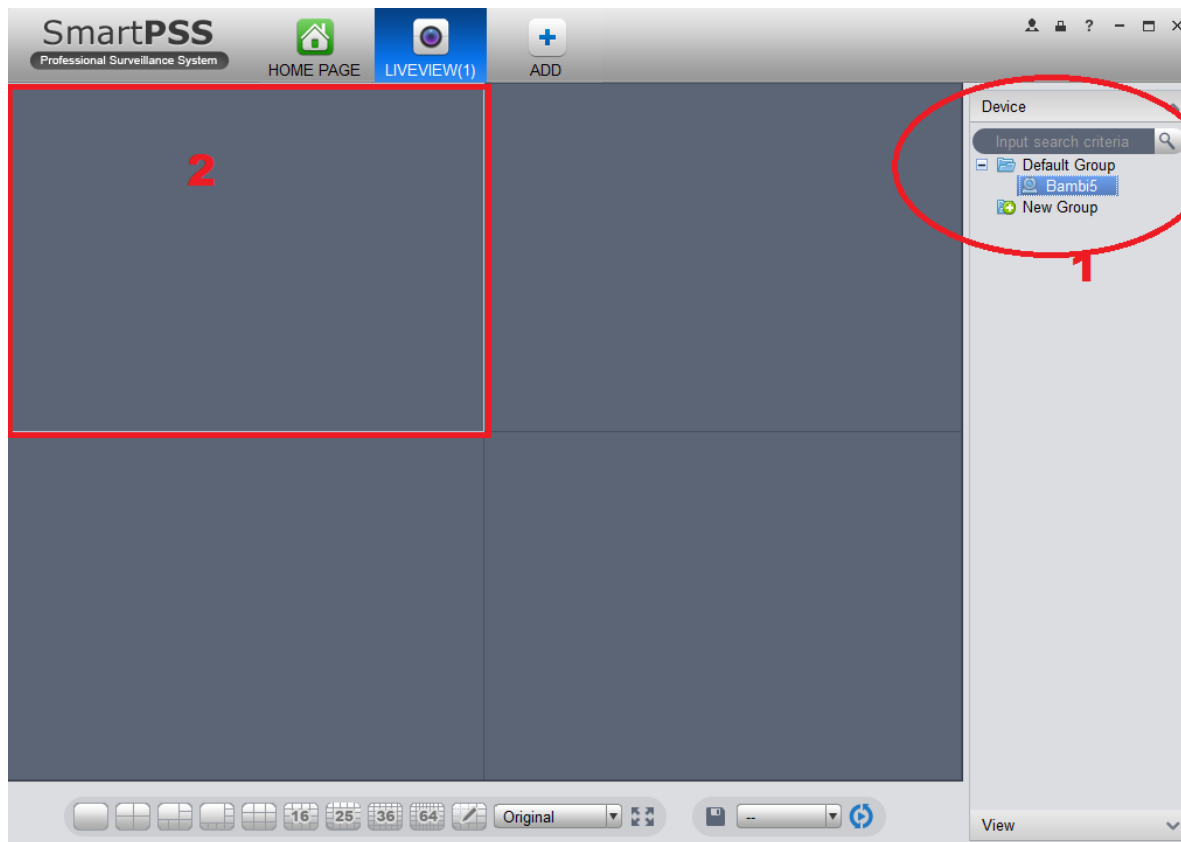 SmartPSS
Professional Surveillance System
HOME PAGE
LIVEVIEW(1)
ADD
?
Device
Input search criteria
Default Group
Bambi5
New Group
1
2
16
25
36
64
Original
--
View